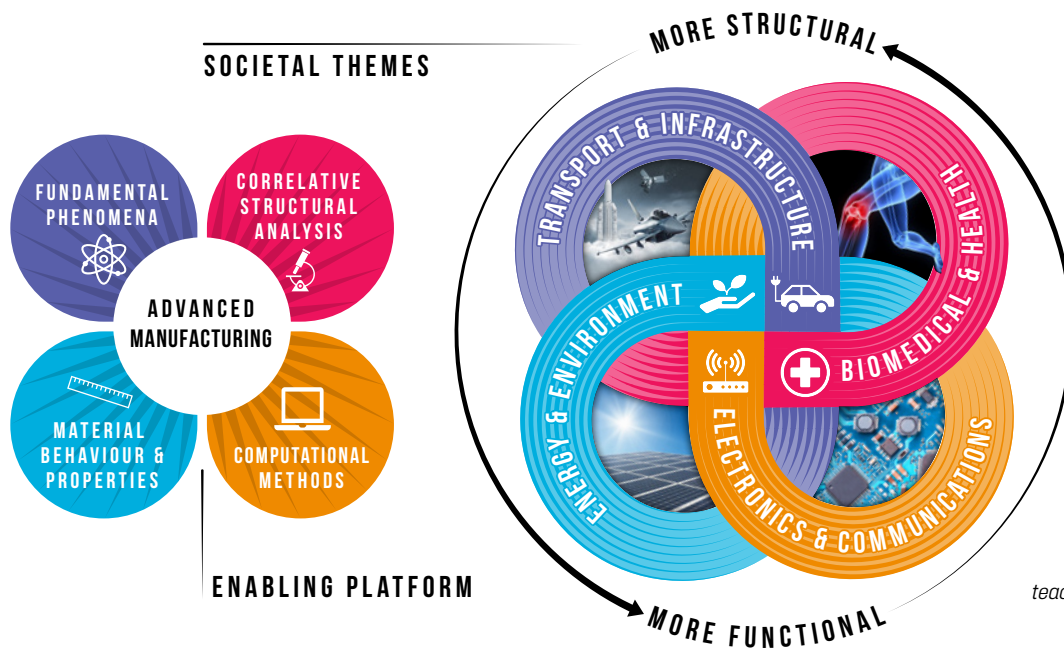 SOCIETAL THEMES
FUNDAMENTAL
PHENOMENA
CORRELATIVE
STRUCTURAL
ANALYSIS
ADVANCED
MANUFACTURING
MATERIAL
BEHAVIOUR &
PROPERTIES
COMPUTATIONAL
METHODS
ENABLING PLATFORM
MORE STRUCTURAL
TRANSPORT & INFRASTRUCTURE
BIOMEDICAL & HEALTH
ENERGY & ENVIRONMENT
ELECTRONICS & COMMUNICATIONS
MORE FUNCTIONAL